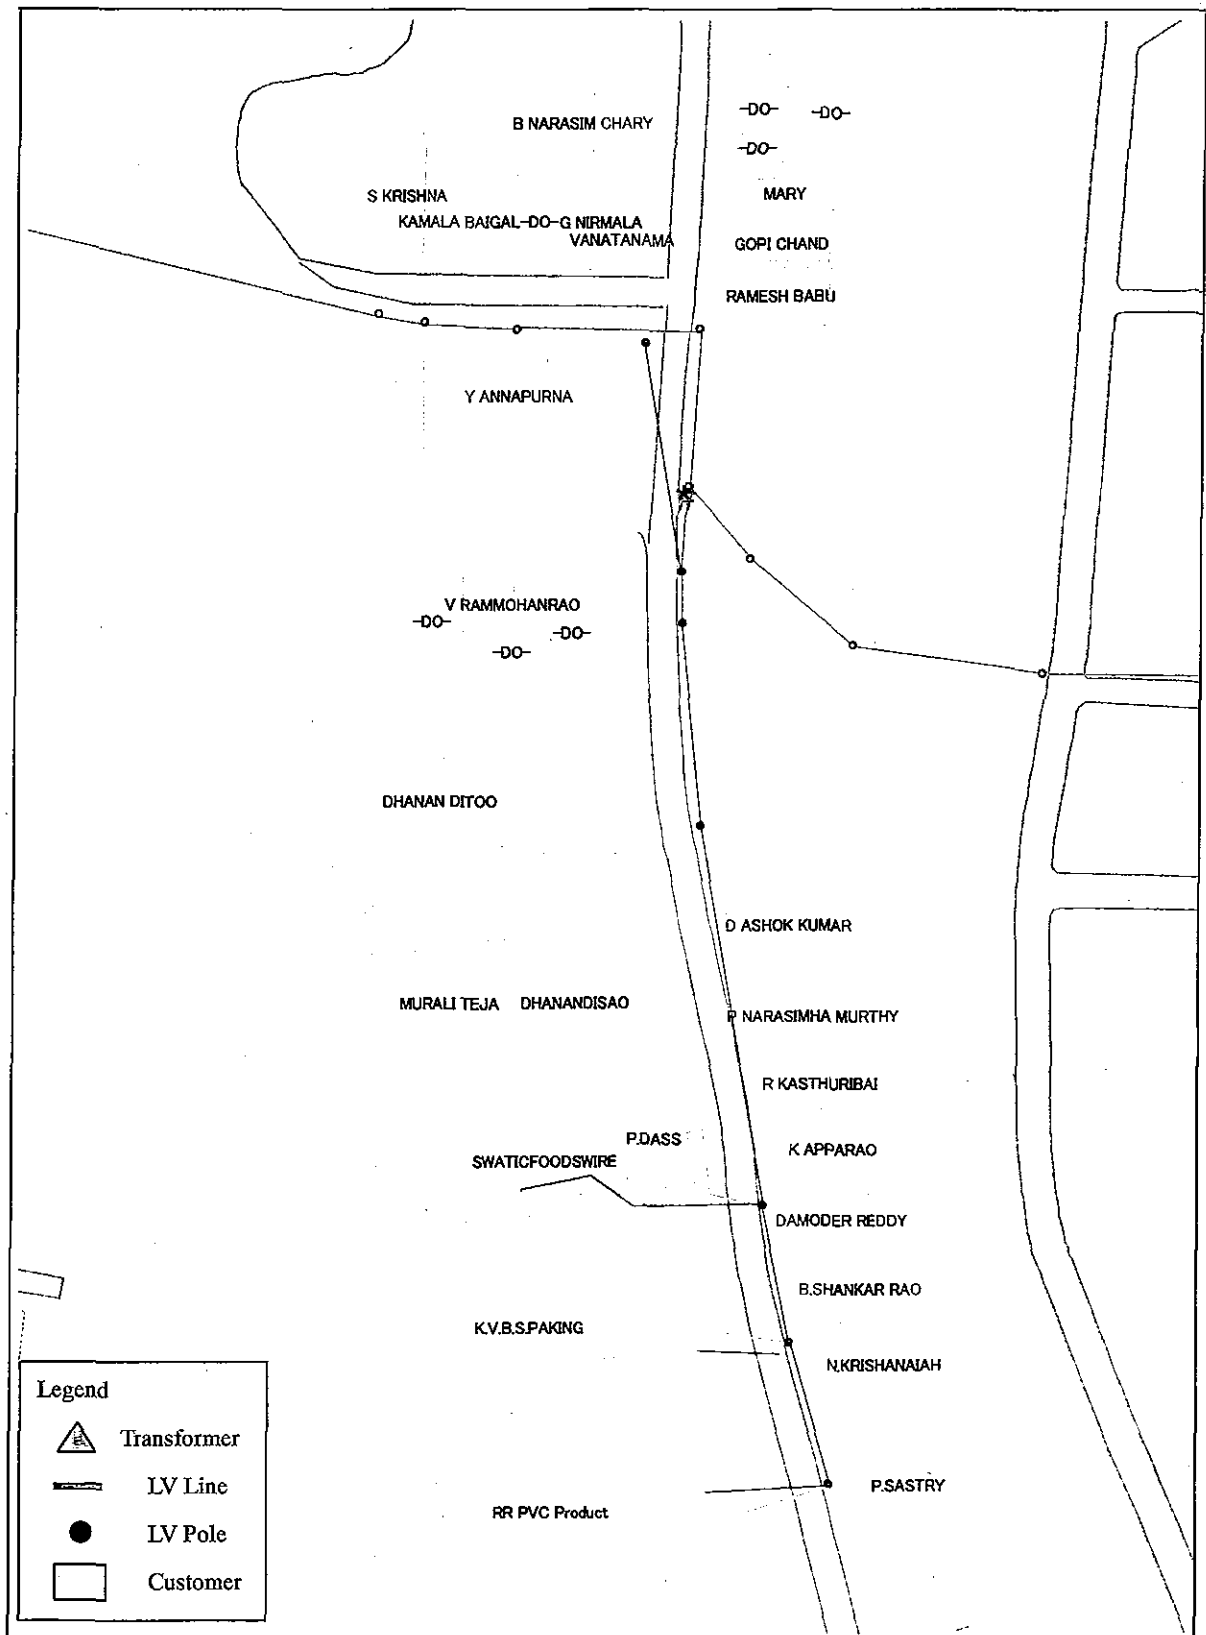 -DO- -DO-
B NARASIM CHARY
-DO-
S KRISHNA MARY
KAMALA BAIGAL-DO-G NIRMALA
VANATANAMA GOPI CHAND
RAMESH BABU
Y ANNAPURNA
V RAMMOHANRAO
-DO- -DO-
-DO-
DHANAN DITOO
D ASHOK KUMAR
MURALI TEJA DHANANDISAO
P NARASIMHA MURTHY
R KASTHURIBAI
P.DASS K APPARAO
SWATICFOODSWIRE
DAMODER REDDY
B.SHANKAR RAO
K.V.B.S.PAKING
N.KRISHANAIAH
P.SASTRY
RR PVC Product
Legend
Transformer
LV Line
LV Pole
Customer